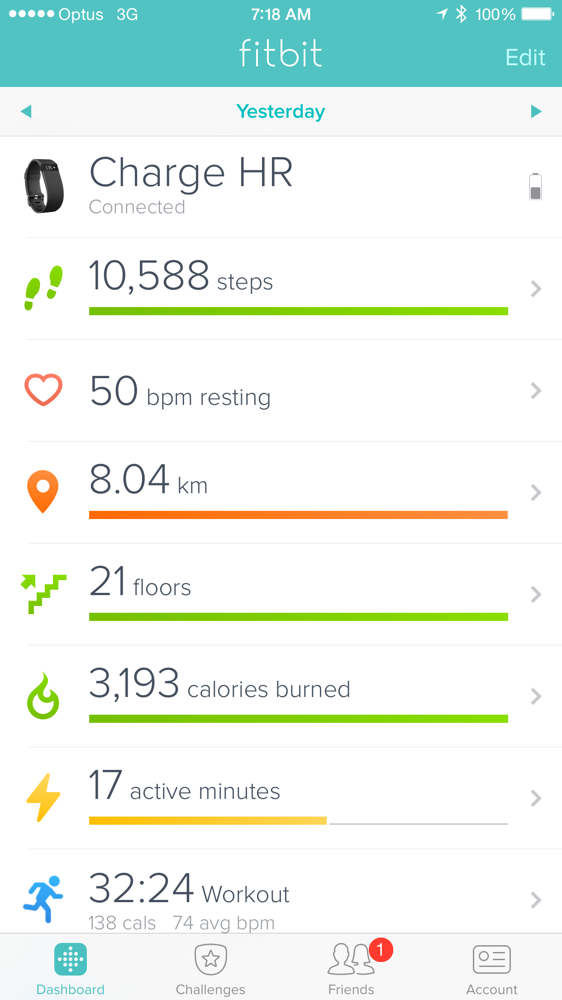 Optus 3G 7:18 AM 100%
fitbit
Edit
Yesterday
135
Charge HR
Connected
10,588 steps
50 bpm resting
8.04 km
21 floors
3,193 calories burned
17 active minutes
32:24 Workout
138 cals 74 avg bpm
1
Dashboard Challenges Friends Account